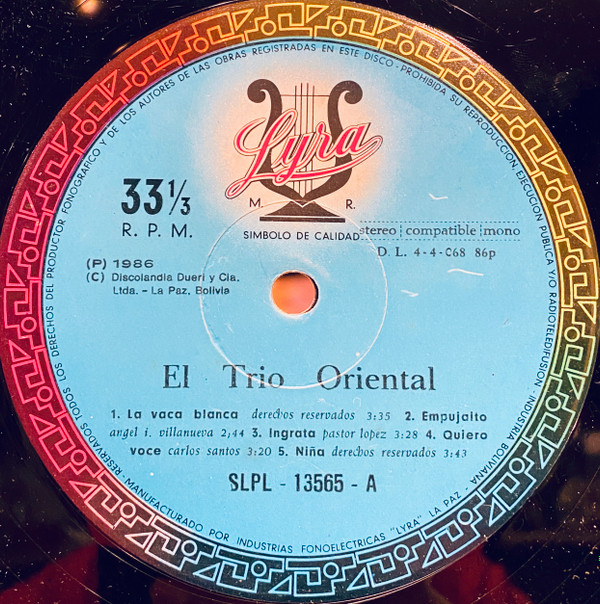 RESERVADOS TODOS LOS DERECHOS DEL PRODUCTOR FONOGRAFICO Y DE LOS AUTORES DE LAS OBRAS REGISTRADAS EN ESTE DISCO - PROHIBIDA SU REPRODUCCION EJECUCION PUBLICA Y/O RADIOTELEDIFUSION - INDUSTRIA BOLIVIANA
Lyra
M. R.
SIMBOLO DE CALIDAD
33⅓
R. P. M.
stereo compatible mono
D. L. 4-4-068 86p
(P) 1986
(C) Discolandia Dueri y Cia.
Ltda. – La Paz, Bolivia
El Trio Oriental
1. La vaca blanca derechos reservados 3:35 2. Empujaito
angel i. villanueva 2;44 3. Ingrata pastor lopez 3:28 4. Quiero
voce carlos santos 3:20 5. Niña derechos reservados 3:43
SLPL - 13565 - A
- MANUFACTURADO POR INDUSTRIAS FONOELECTRICAS "LYRA" LA PAZ -